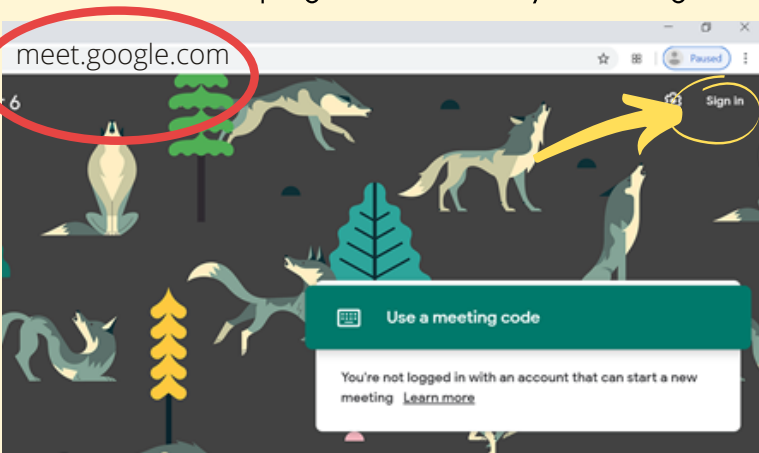 meet.google.com
Paused
6
Sign in
Use a meeting code
You're not logged in with an account that can start a new
meeting Learn more